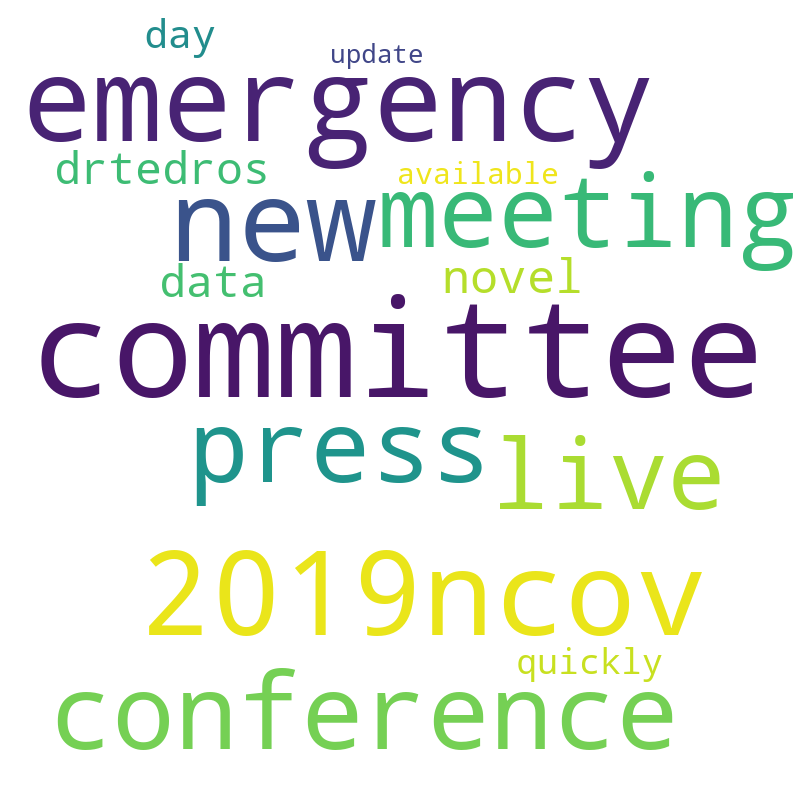 day
update
emergency
drtedros
available
new
meeting
data
novel
committee
press
live
2019ncov
quickly
conference